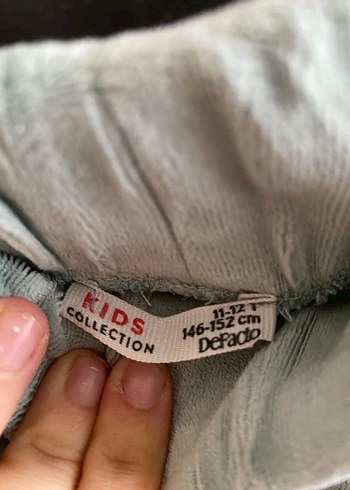 KIDS
COLLECTION
11-12 Y
146-152 cm
DeFacto